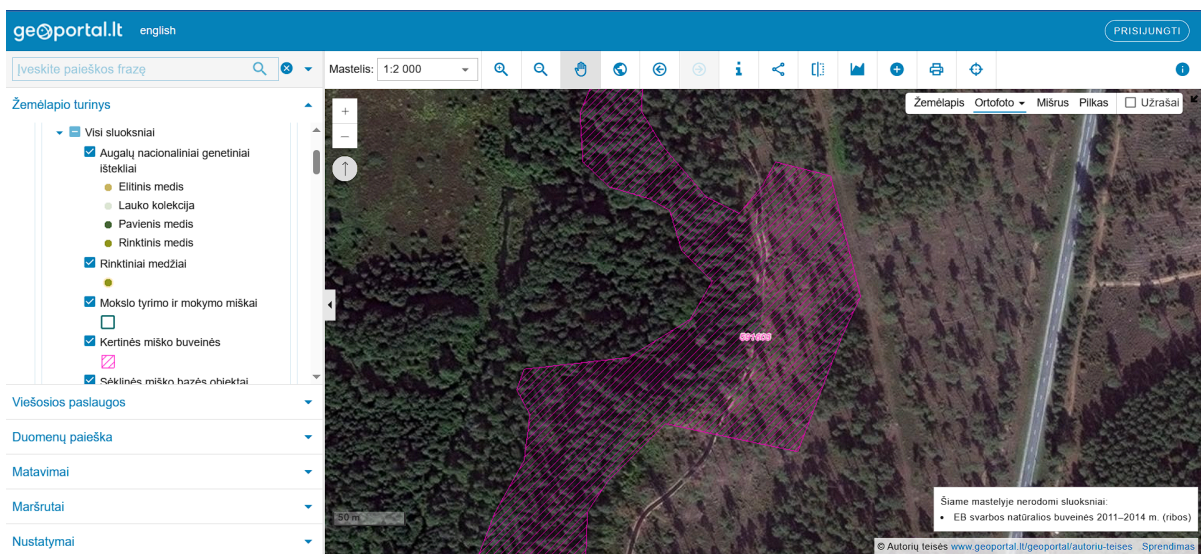 geoportal.lt english PRISIJUNGTI
Įveskite paieškos frazę
Mastelis: 1:2 000
Žemėlapio turinys
Žemėlapis Ortofoto Mišrus Pilkas Užrašai
Visi sluoksniai
Augalų nacionaliniai genetiniai
ištekliai
Elitinis medis
Lauko kolekcija
Pavienis medis
Rinktinis medis
Rinktiniai medžiai
Mokslo tyrimo ir mokymo miškai
Kertinės miško buveinės
Sėklinės miško bazės objektai
Viešosios paslaugos
Duomenų paieška
Matavimai
Maršrutai
Nustatymai
50 m
Šiame mastelyje nerodomi sluoksniai:
EB svarbos natūralios buveinės 2011–2014 m. (ribos)
© Autorių teisės www.geoportal.lt/geoportal/autoriu-teises Sprendimas